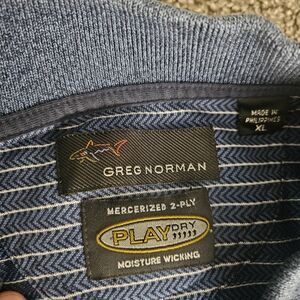 MADE IN
PHILIPPINES
XL
GREG NORMAN
MERCERIZED 2-PLY
PLAY DRY
MOISTURE WICKING